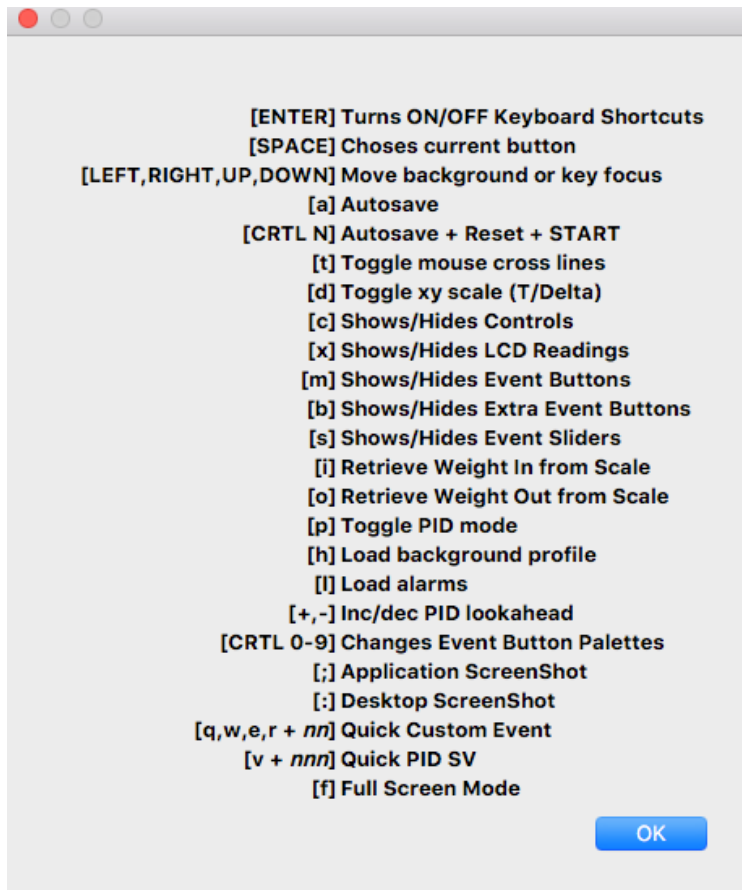 [ENTER] Turns ON/OFF Keyboard Shortcuts
[SPACE] Choses current button
[LEFT,RIGHT,UP,DOWN] Move background or key focus
[a] Autosave
[CRTL N] Autosave + Reset + START
[t] Toggle mouse cross lines
[d] Toggle xy scale (T/Delta)
[c] Shows/Hides Controls
[x] Shows/Hides LCD Readings
[m] Shows/Hides Event Buttons
[b] Shows/Hides Extra Event Buttons
[s] Shows/Hides Event Sliders
[i] Retrieve Weight In from Scale
[o] Retrieve Weight Out from Scale
[p] Toggle PID mode
[h] Load background profile
[l] Load alarms
[+,-] Inc/dec PID lookahead
[CRTL 0-9] Changes Event Button Palettes
[;] Application ScreenShot
[:] Desktop ScreenShot
[q,w,e,r + nn] Quick Custom Event
[v + nnn] Quick PID SV
[f] Full Screen Mode
OK